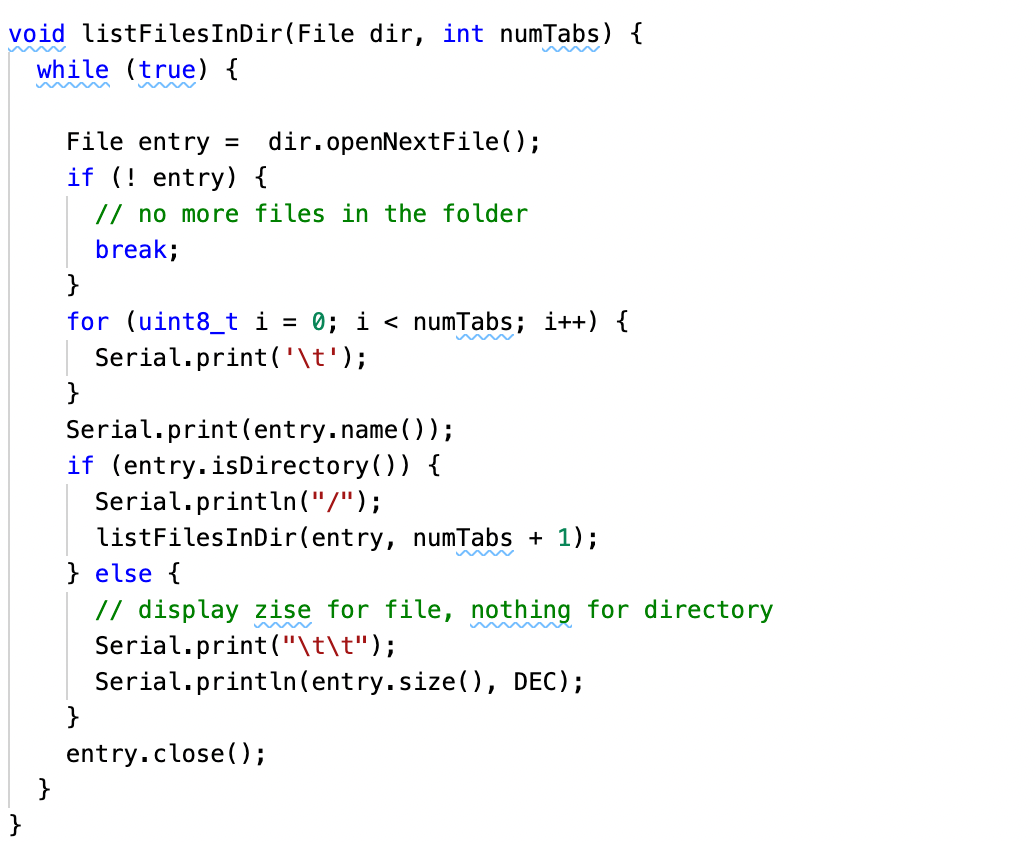 void listFilesInDir(File dir, int numTabs) {
  while (true) {

    File entry =  dir.openNextFile();
    if (! entry) {
      // no more files in the folder
      break;
    }
    for (uint8_t i = 0; i < numTabs; i++) {
      Serial.print('\t');
    }
    Serial.print(entry.name());
    if (entry.isDirectory()) {
      Serial.println("/");
      listFilesInDir(entry, numTabs + 1);
    } else {
      // display zise for file, nothing for directory
      Serial.print("\t\t");
      Serial.println(entry.size(), DEC);
    }
    entry.close();
  }
}